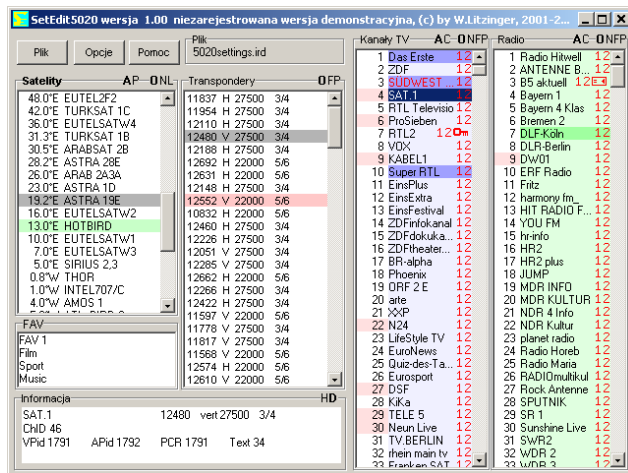 SetEdit5020 wersja 1.00 niezarejestrowana wersja demonstracyjna, (c) by W.Litzinger, 2001-2...
Plik
Opcje
Pomoc
Plik
5020settings.ird
Satelity AP ONL
48.0°E EUTEL2F2
42.0°E TURKSAT 1C
36.0°E EUTELSATW4
31.3°E TURKSAT 1B
30.5°E ARABSAT 2B
28.2°E ASTRA 28E
26.0°E ARAB 2A3A
23.0°E ASTRA 1D
19.2°E ASTRA 19E
16.0°E EUTELSATW2
13.0°E HOTBIRD
10.0°E EUTELSATW1
7.0°E EUTELSATW3
5.0°E SIRIUS 2,3
0.8°W THOR
1.0°W INTEL707/C
4.0°W AMOS 1
FAV
FAV 1
Film
Sport
Music
Transpondery OFP
11837 H 27500 3/4
11954 H 27500 3/4
12110 H 27500 3/4
12480 V 27500 3/4
12188 H 27500 3/4
12692 H 22000 5/6
12631 H 22000 5/6
12148 H 27500 3/4
12552 V 22000 5/6
10832 H 22000 5/6
12460 H 27500 3/4
12226 H 27500 3/4
12051 V 27500 3/4
12285 V 27500 3/4
12662 H 22000 5/6
12266 H 22000 5/6
12422 H 27500 3/4
11597 V 22000 5/6
11778 V 27500 3/4
11817 V 27500 3/4
11568 V 22000 5/6
12574 H 22000 5/6
12610 V 22000 5/6
Informacja HD-
SAT.1 12480 vert 27500 3/4
ChID 46
VPid 1791 APid 1792 PCR 1791 Text 34
Kanały TV AC ONFP
1 Das Erste 12
2 ZDF 12
3 SÜDWEST ... 12
4 SAT.1 12
5 RTL Televisio 12
6 ProSieben 12
7 RTL2 12
8 VOX 12
9 KABEL1 12
10 Super RTL 12
11 EinsPlus 12
12 EinsExtra 12
13 EinsFestival 12
14 ZDFinfokanal 12
15 ZDFdokuka... 12
16 ZDFtheater... 12
17 BR-alpha 12
18 Phoenix 12
19 ORF 2 E 12
20 arte 12
21 XXP 12
22 N24 12
23 LifeStyle TV 12
24 EuroNews 12
25 Quiz-des-Ta... 12
26 Eurosport 12
27 DSF 12
28 KiKa 12
29 TELE 5 12
30 Neun Live 12
31 TV.BERLIN 12
32 rhein main tv 12
33 Franken SAT 12
Radio AC ONFP
1 Radio Hitwell 12
2 ANTENNE B... 12
3 B5 aktuell 12
4 Bayern 1 12
5 Bayern 4 Klas 12
6 Bremen 2 12
7 DLF-Köln 12
8 DLR-Berlin 12
9 DW01 12
10 ERF Radio 12
11 Fritz 12
12 harmony fm_ 12
13 HIT RADIO F... 12
14 YOU FM 12
15 hr-info 12
16 HR2 12
17 HR2 plus 12
18 JUMP 12
19 MDR INFO 12
20 MDR KULTUR 12
21 NDR 4 Info 12
22 NDR Kultur 12
23 planet radio 12
24 Radio Horeb 12
25 Radio Maria 12
26 RADIOmultikul 12
27 Rock Antenne 12
28 SPUTNIK 12
29 SR 1 12
30 Sunshine Live 12
31 SWR2 12
32 WDR 2 12
33 WDR 3 12